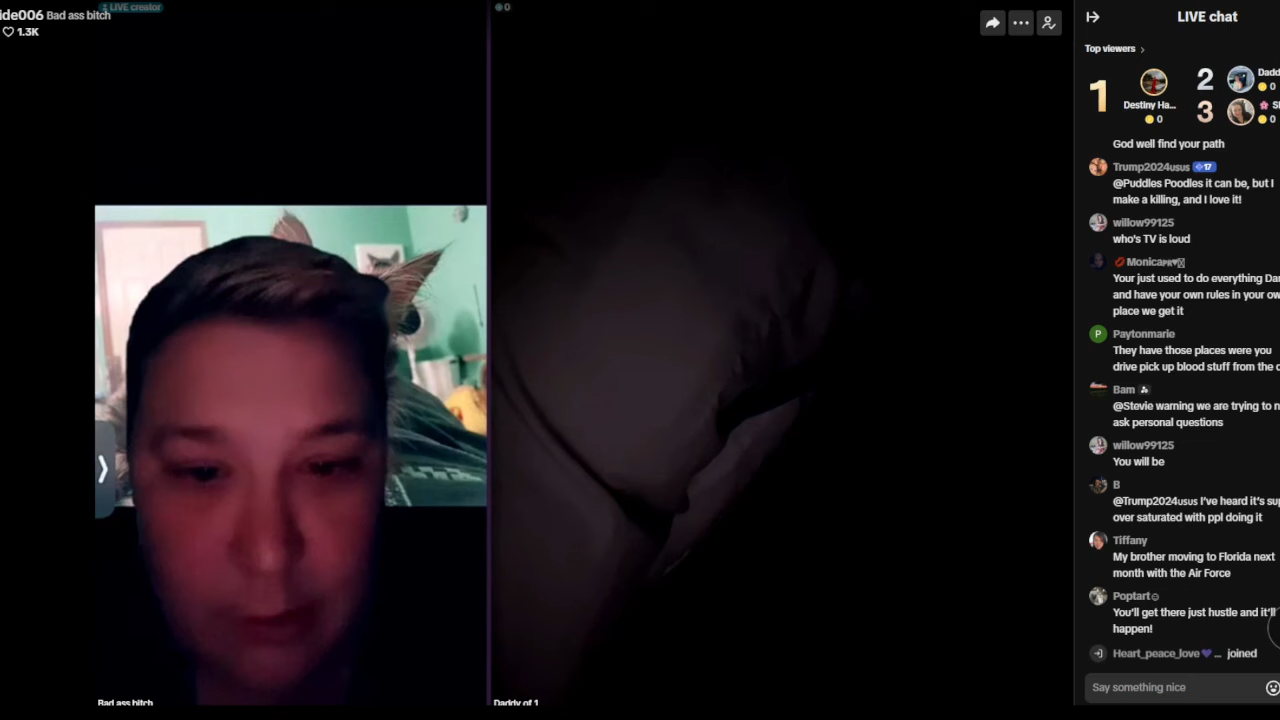 ide006 Bad ass bitch
1.3K
LIVE creator
0
LIVE chat
Top viewers
1
Destiny Ha...
0
2
Dadd
0
3
0
God well find your path
Trump2024usus 17
@Puddles Poodles it can be, but I
make a killing, and I love it!
willow99125
who's TV is loud
Monica
Your just used to do everything Dar
and have your own rules in your ow
place we get it
P
Paytonmarie
They have those places were you
drive pick up blood stuff from the c
Bam
@Stevie warning we are trying to n
ask personal questions
willow99125
You will be
B
@Trump2024usus I've heard it's sup
over saturated with ppl doing it
Tiffany
My brother moving to Florida next
month with the Air Force
Poptart
You'll get there just hustle and it'll
happen!
Heart_peace_love 💜 ... joined
Say something nice
Bad ass bitch
Daddy of 1